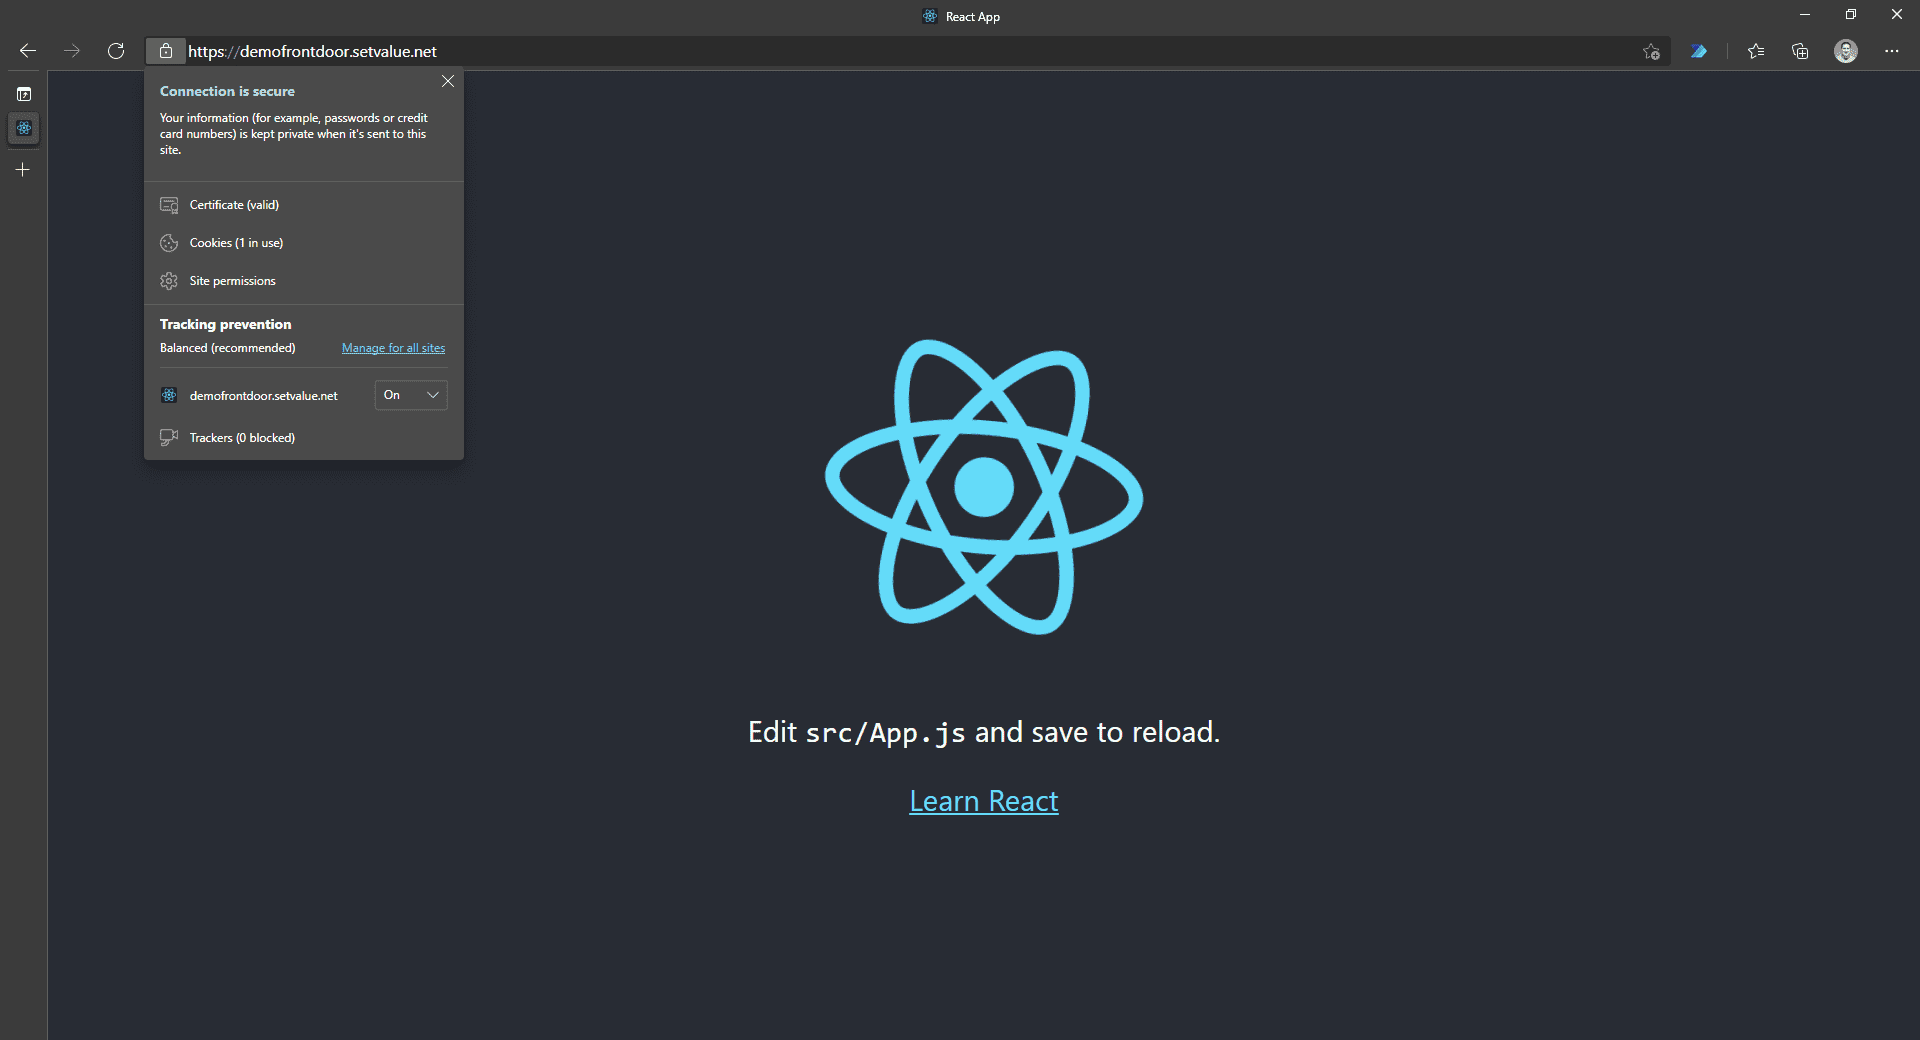 React App
https://demofrontdoor.setvalue.net
Connection is secure
Your information (for example, passwords or credit
card numbers) is kept private when it's sent to this
site.
Certificate (valid)
Cookies (1 in use)
Site permissions
Tracking prevention
Balanced (recommended) Manage for all sites
demofrontdoor.setvalue.net On
Trackers (0 blocked)
Edit src/App.js and save to reload.
Learn React